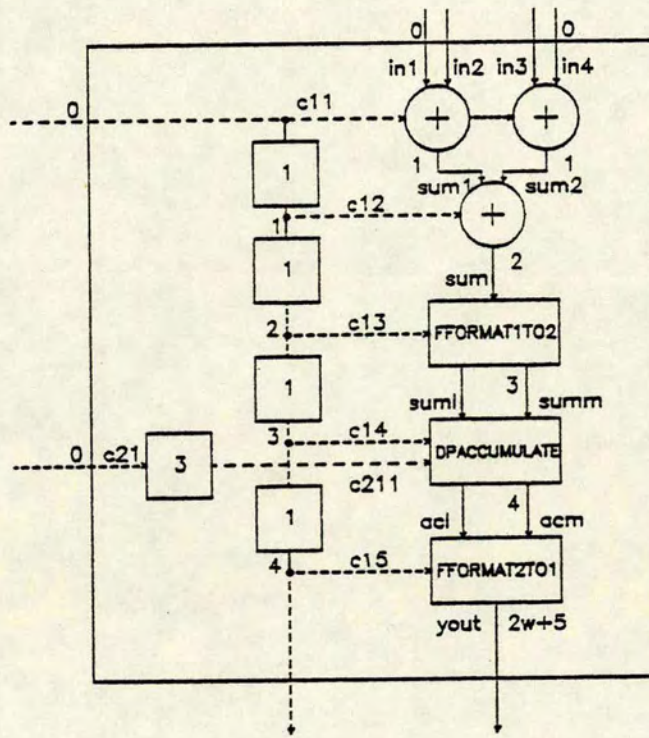 0 0
in1 in2 in3 in4
0 c11
+ +
1 1 1
sum1 sum2
c12
1 +
1 2
sum
2 c13 FFORMAT1TO2
1 3
suml summ
3 c14
0 c21 3 DPACCUMULATE
c211
1 4
acl acm
4 c15 FFORMAT2TO1
yout 2w+5